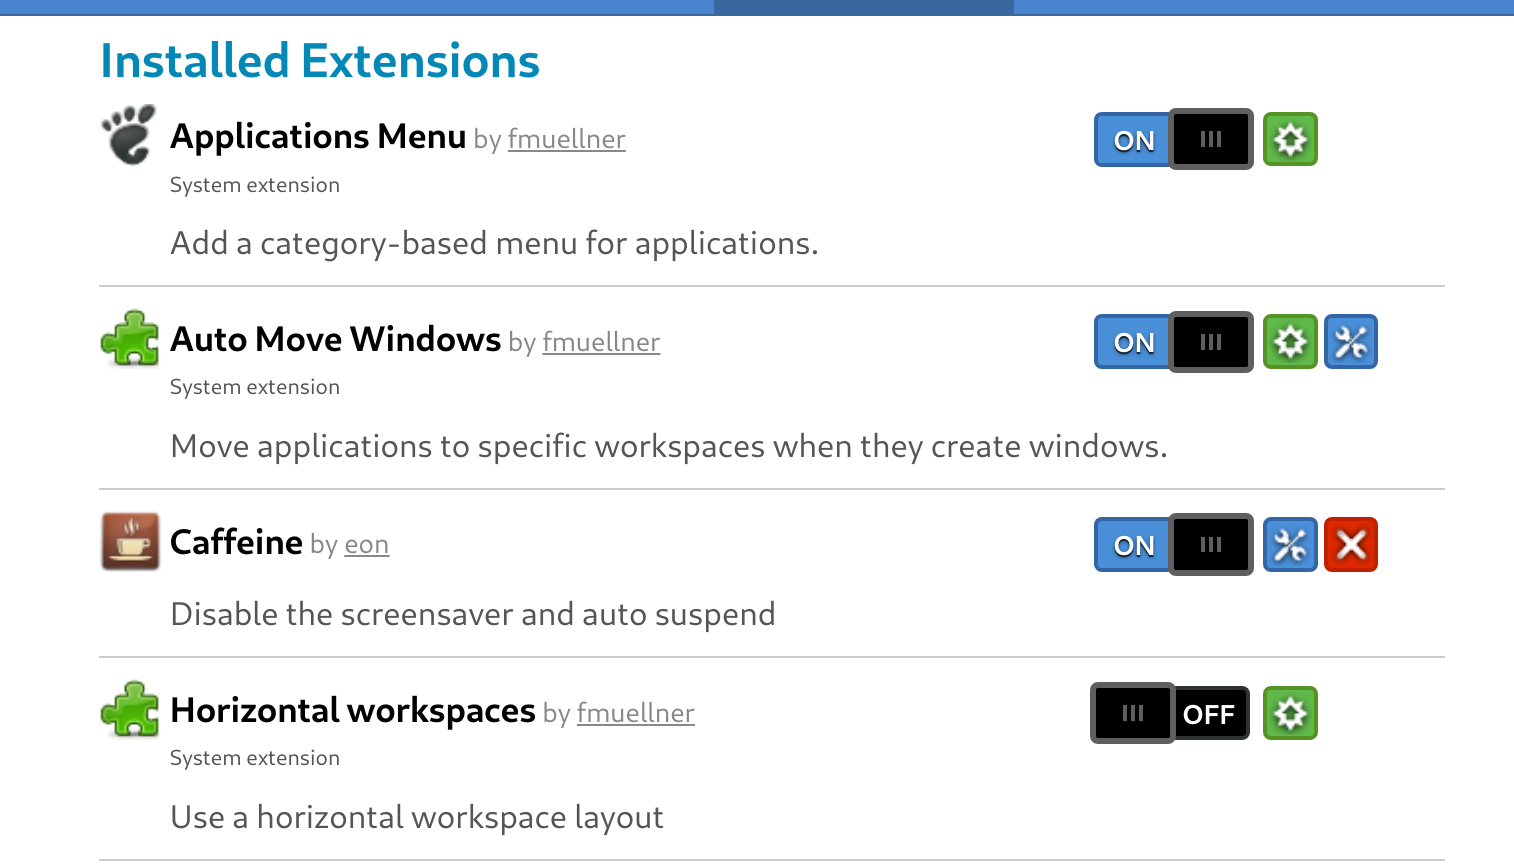 Installed Extensions
Applications Menu by fmuellner
ON
System extension
Add a category-based menu for applications.
Auto Move Windows by fmuellner
ON
System extension
Move applications to specific workspaces when they create windows.
Caffeine by eon
ON
Disable the screensaver and auto suspend
Horizontal workspaces by fmuellner
OFF
System extension
Use a horizontal workspace layout